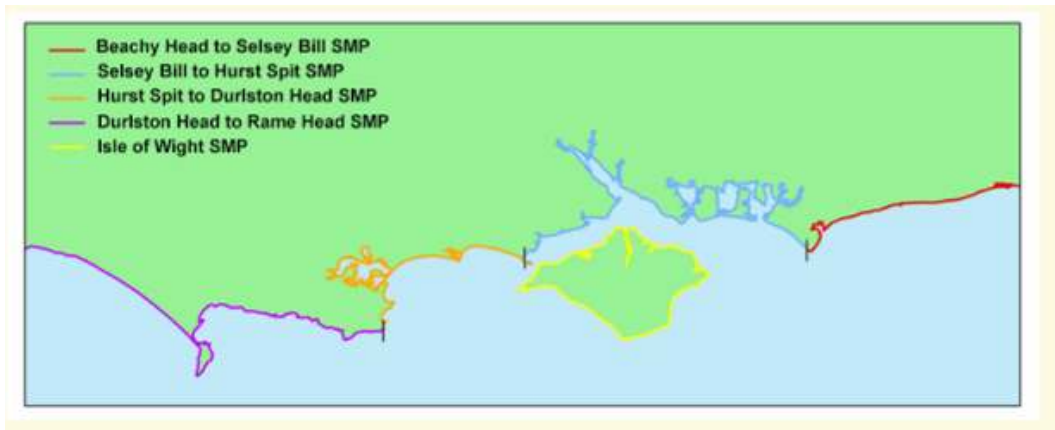 Beachy Head to Selsey Bill SMP
Selsey Bill to Hurst Spit SMP
Hurst Spit to Durlston Head SMP
Durlston Head to Rame Head SMP
Isle of Wight SMP